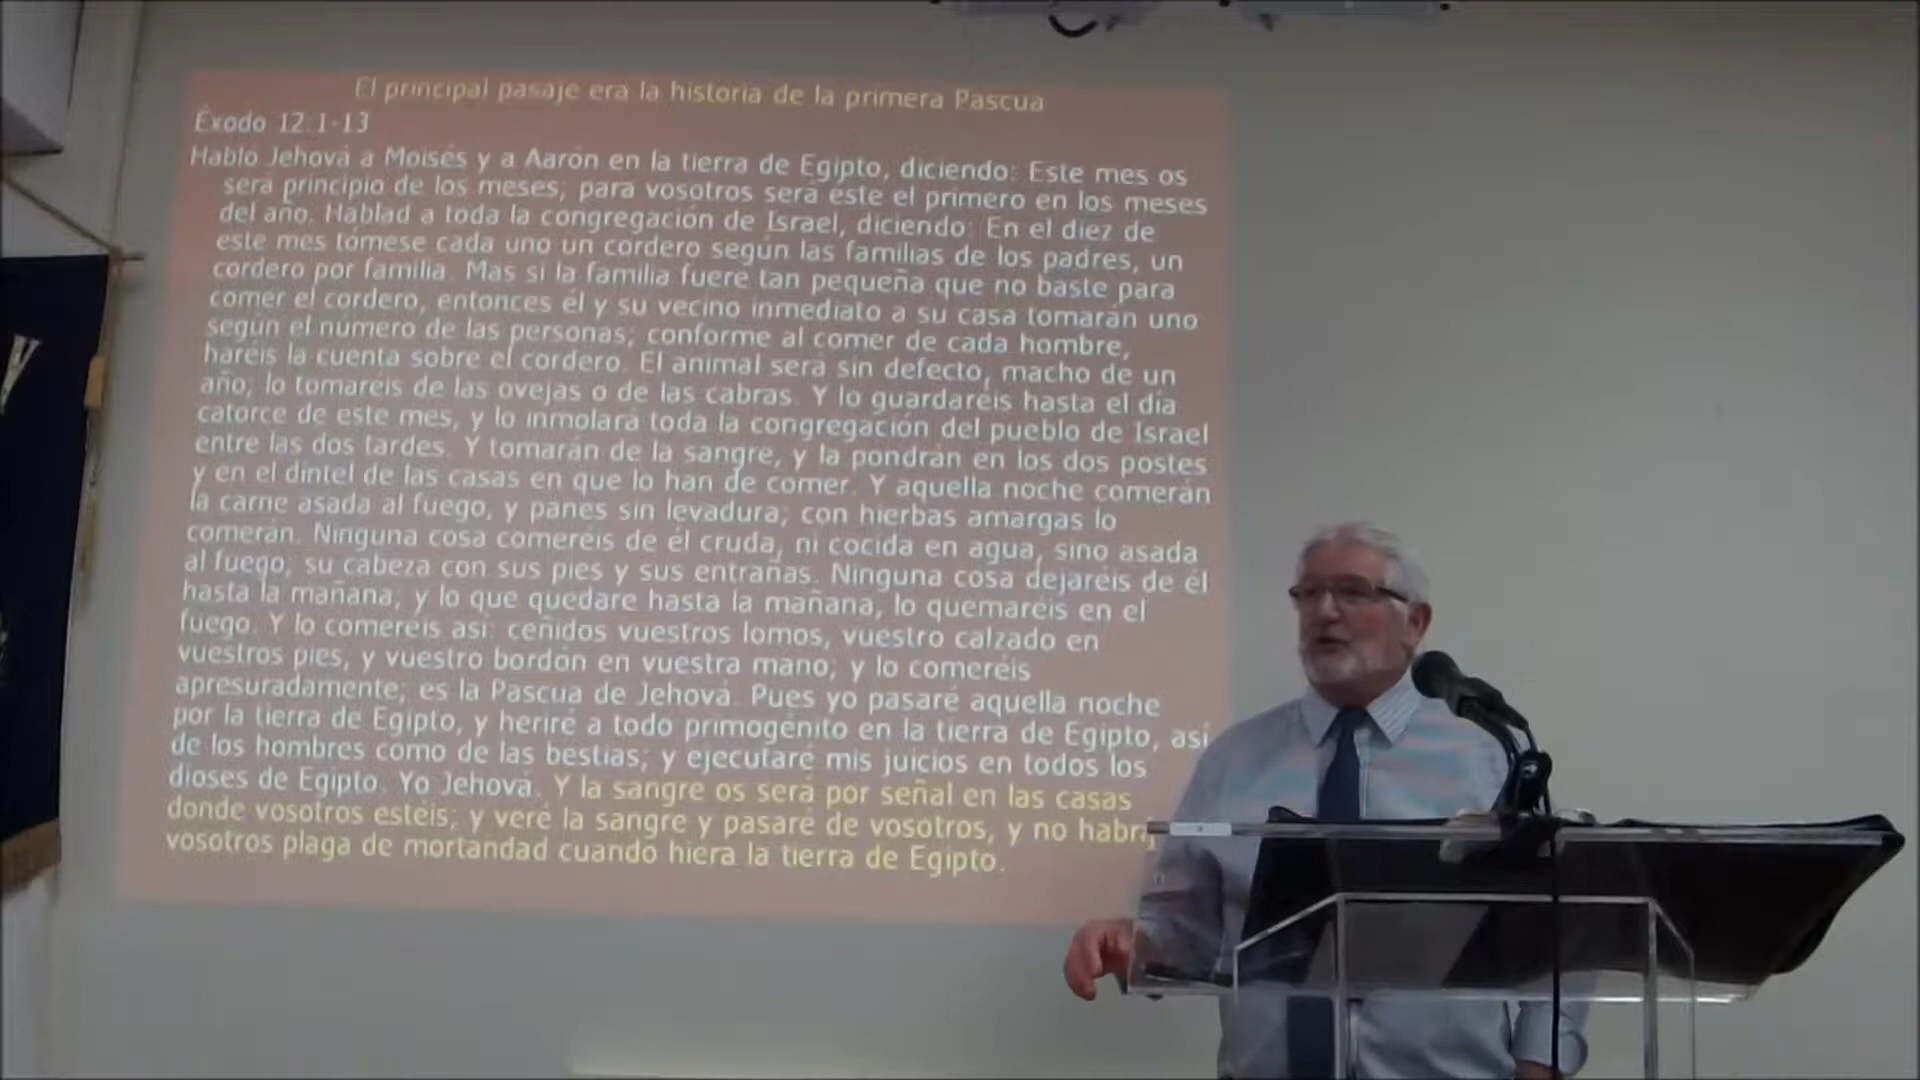 El principal pasaje era la historia de la primera Pascua
Éxodo 12:1-13
Habló Jehová a Moisés y a Aarón en la tierra de Egipto, diciendo: Este mes os
será principio de los meses; para vosotros será éste el primero en los meses
del año. Hablad a toda la congregación de Israel, diciendo: En el diez de
este mes tómese cada uno un cordero según las familias de los padres, un
cordero por familia. Mas si la familia fuere tan pequeña que no baste para
comer el cordero, entonces él y su vecino inmediato a su casa tomarán uno
según el número de las personas; conforme al comer de cada hombre,
haréis la cuenta sobre el cordero. El animal será sin defecto, macho de un
año; lo tomaréis de las ovejas o de las cabras. Y lo guardaréis hasta el día
catorce de este mes, y lo inmolará toda la congregación del pueblo de Israel
entre las dos tardes. Y tomarán de la sangre, y la pondrán en los dos postes
y en el dintel de las casas en que lo han de comer. Y aquella noche comerán
la carne asada al fuego, y panes sin levadura; con hierbas amargas lo
comerán. Ninguna cosa comeréis de él cruda, ni cocida en agua, sino asada
al fuego; su cabeza con sus pies y sus entrañas. Ninguna cosa dejaréis de él
hasta la mañana; y lo que quedare hasta la mañana, lo quemaréis en el
fuego. Y lo comeréis así: ceñidos vuestros lomos, vuestro calzado en
vuestros pies, y vuestro bordón en vuestra mano; y lo comeréis
apresuradamente; es la Pascua de Jehová. Pues yo pasaré aquella noche
por la tierra de Egipto, y heriré a todo primogénito en la tierra de Egipto, así
de los hombres como de las bestias; y ejecutaré mis juicios en todos los
dioses de Egipto. Yo Jehová. Y la sangre os será por señal en las casas
donde vosotros estéis; y veré la sangre y pasaré de vosotros, y no habr
vosotros plaga de mortandad cuando hiera la tierra de Egipto.